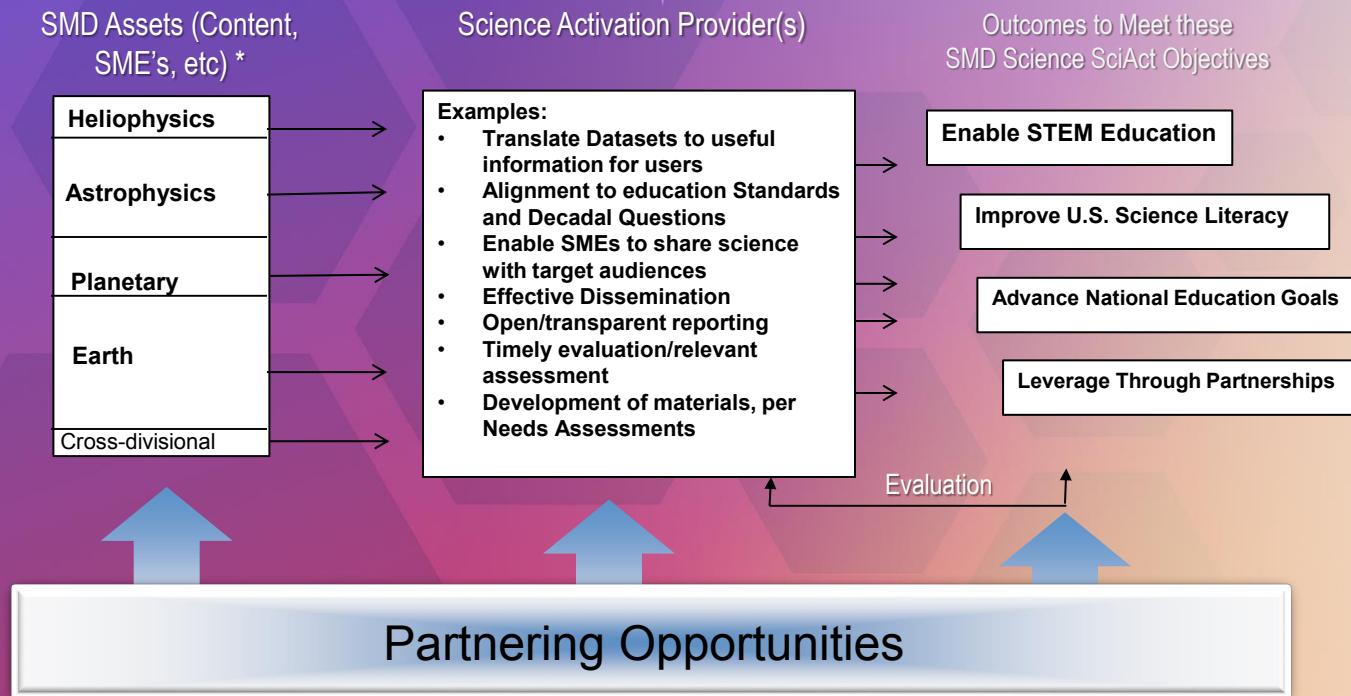 SMD Assets (Content,
SME's, etc) *
Science Activation Provider(s)
Outcomes to Meet these
SMD Science SciAct Objectives
Heliophysics
Astrophysics
Planetary
Earth
Cross-divisional
Examples:
• Translate Datasets to useful
information for users
• Alignment to education Standards
and Decadal Questions
• Enable SMEs to share science
with target audiences
• Effective Dissemination
• Open/transparent reporting
• Timely evaluation/relevant
assessment
• Development of materials, per
Needs Assessments
Enable STEM Education
Improve U.S. Science Literacy
Advance National Education Goals
Leverage Through Partnerships
Evaluation
Partnering Opportunities